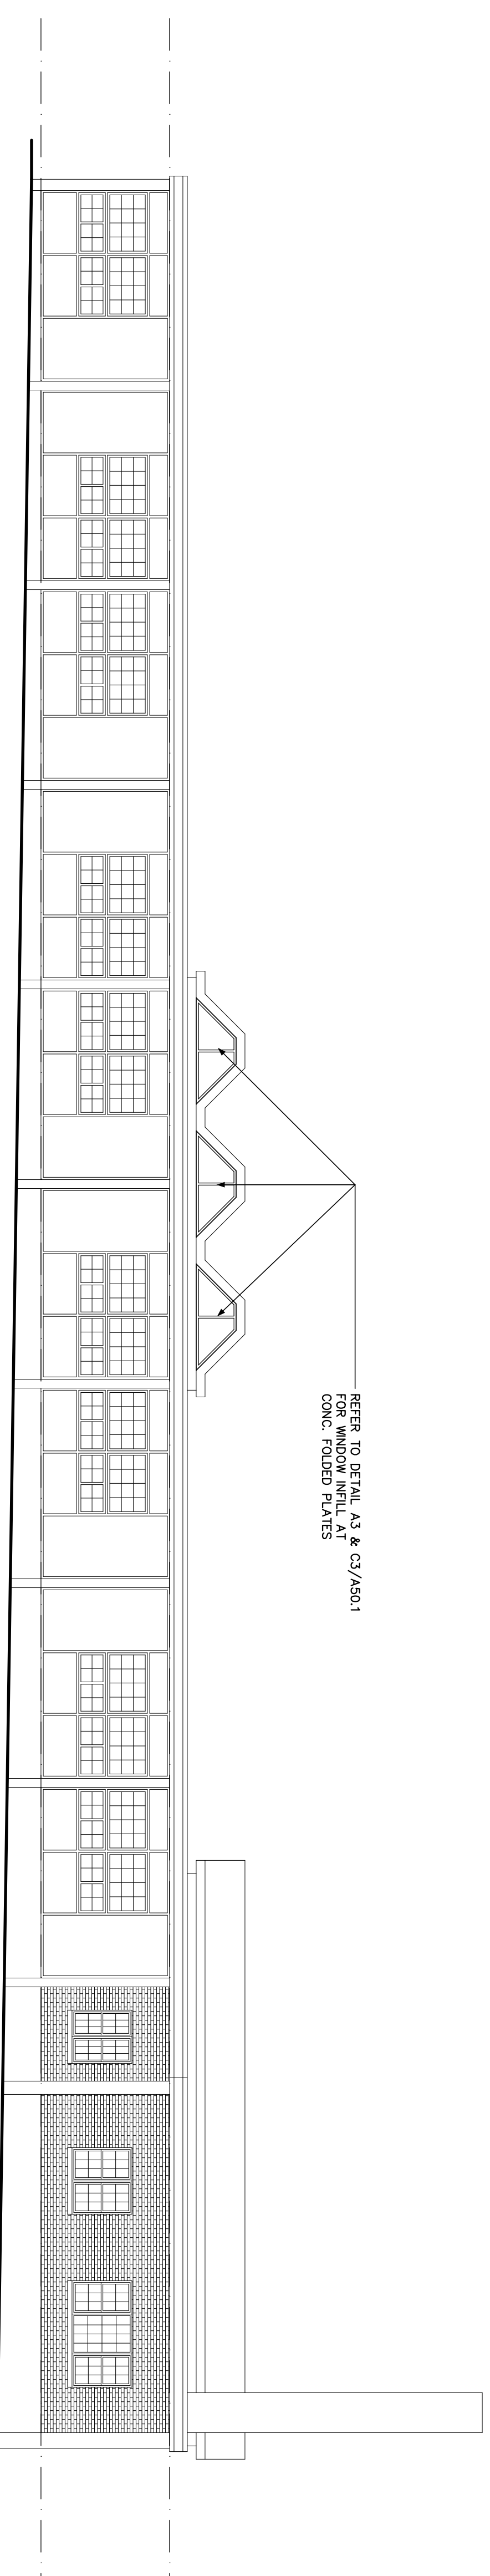 REFER TO DETAIL A3 & C3/A50.1
FOR WINDOW INFILL AT
CONC. FOLDED PLATES